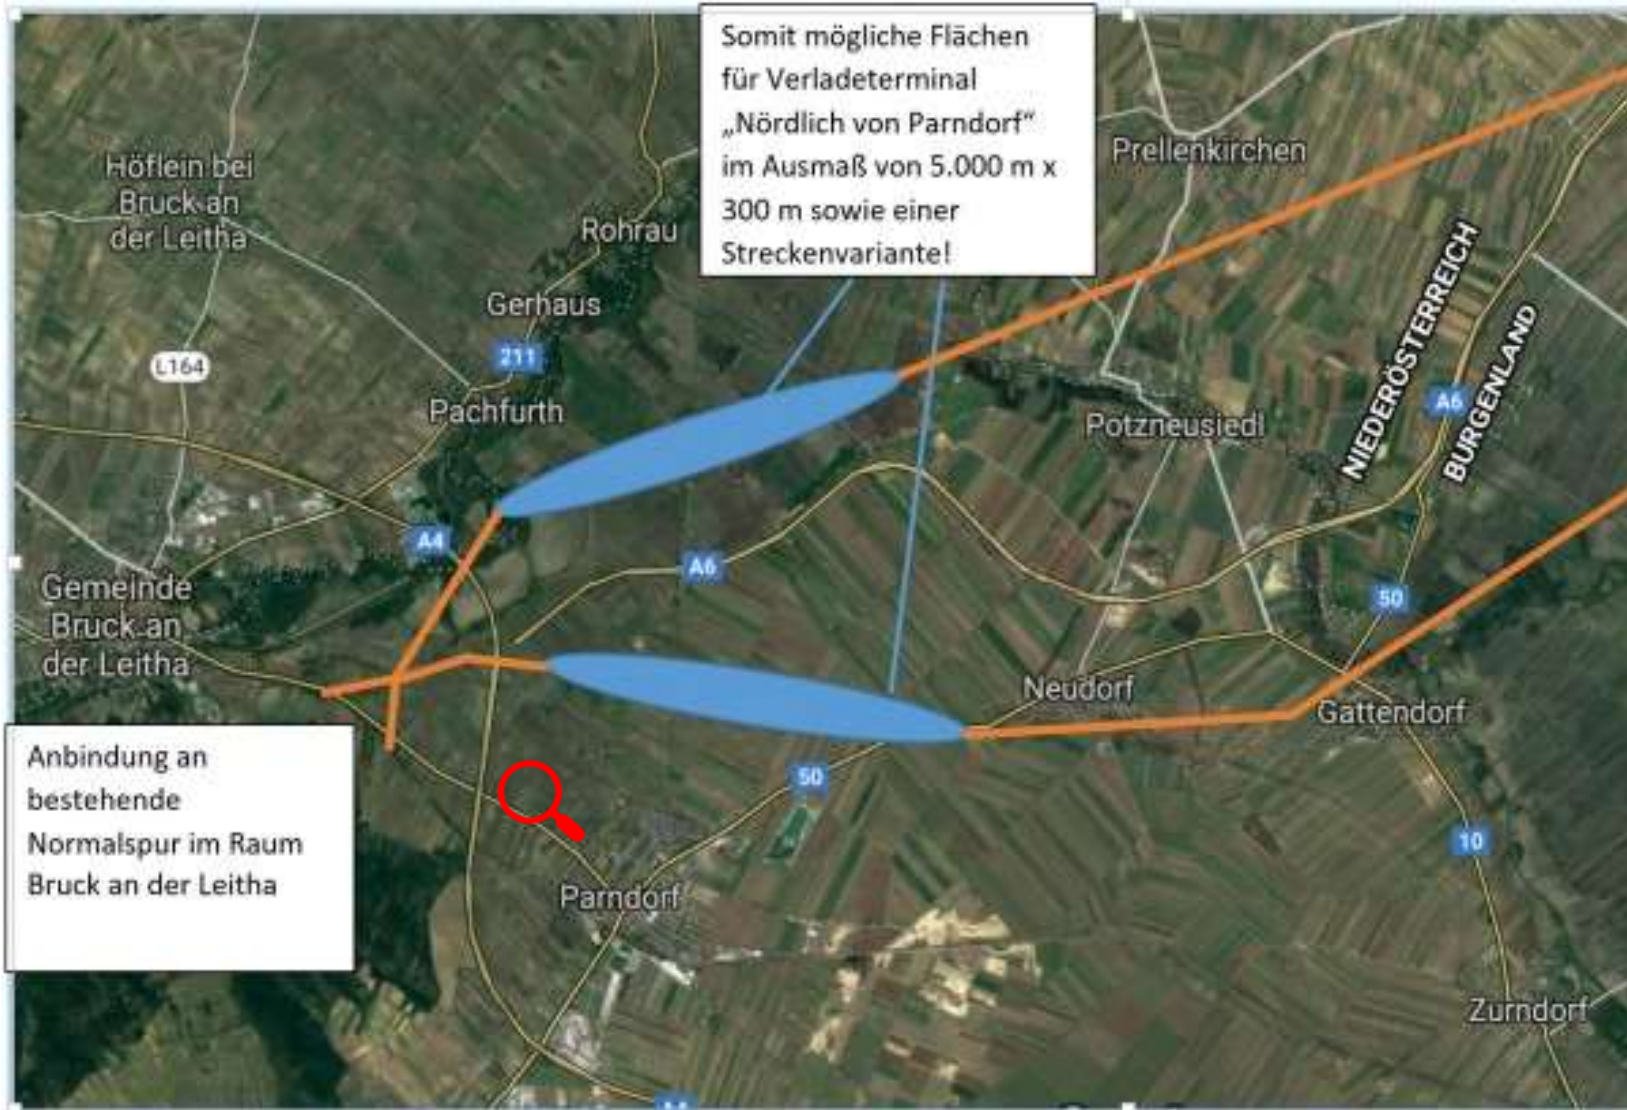 Somit mögliche Flächen
für Verladeterminal
„Nördlich von Parndorf“
im Ausmaß von 5.000 m x
300 m sowie einer
Streckenvariante!
Prellenkirchen
Höflein bei
Bruck an
der Leitha
Rohrau
NIEDERÖSTERREICH
BURGENLAND
Gerhaus
211
L164
Pachfurth
A6
Potzneusiedl
A4
A6
Gemeinde
Bruck an
der Leitha
50
Neudorf
Gattendorf
Anbindung an
bestehende
Normalspur im Raum
Bruck an der Leitha
50
10
Parndorf
Zurndorf